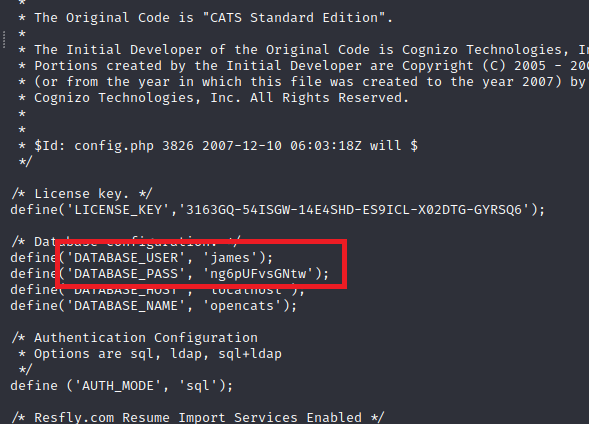 * The Original Code is "CATS Standard Edition".
*
* The Initial Developer of the Original Code is Cognizo Technologies,
* Portions created by the Initial Developer are Copyright (C) 2005 -
* (or from the year in which this file was created to the year 2007) by
* Cognizo Technologies, Inc. All Rights Reserved.
*
*
* $Id: config.php 3826 2007-12-10 06:03:18Z will $
*/
/* License key. */
define('LICENSE_KEY','3163GQ-54ISGW-14E4SHD-ES9ICL-X02DTG-GYRSQ6');
/* Database configuration. */
define('DATABASE_USER', 'james');
define('DATABASE_PASS', 'ng6pUFvsGNtw');
define('DATABASE_HOST', 'localhost');
define('DATABASE_NAME', 'opencats');
/* Authentication Configuration
* Options are sql, ldap, sql+ldap
*/
define ('AUTH_MODE', 'sql');
/* Resfly.com Resume Import Services Enabled */